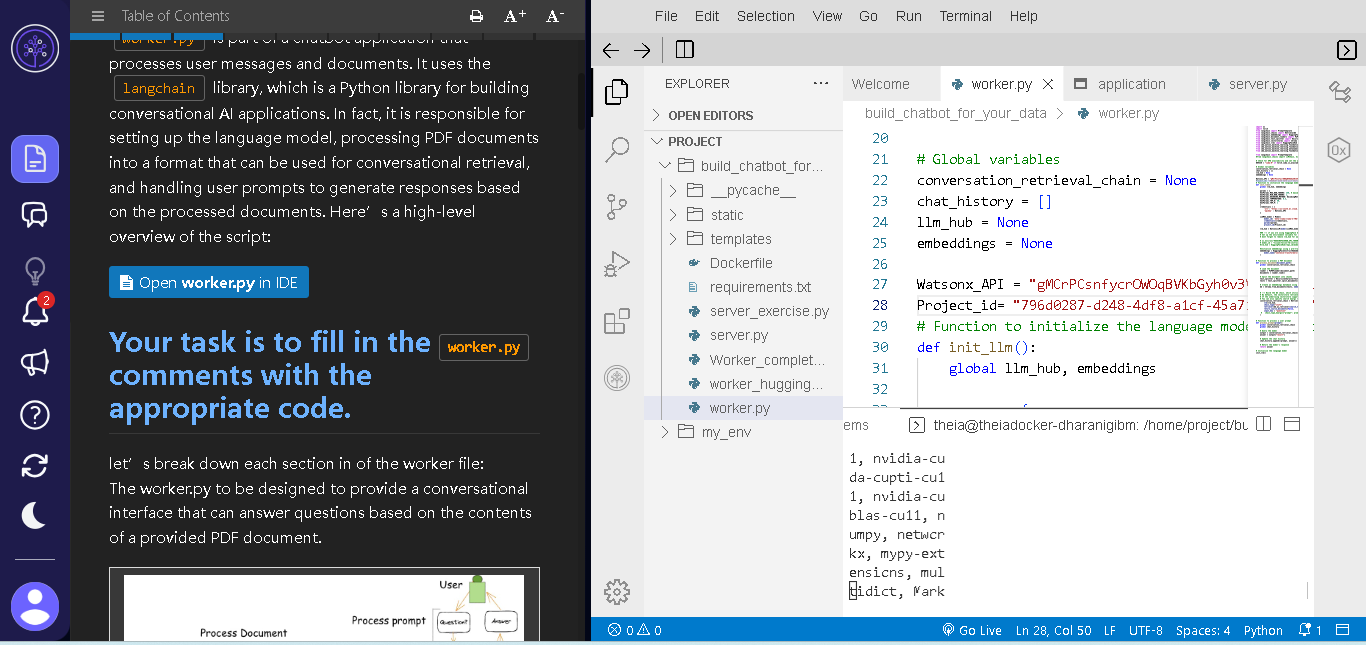 Table of Contents
A+
A-
worker.py is part of a chatbot application that
processes user messages and documents. It uses the
langchain library, which is a Python library for building
conversational AI applications. In fact, it is responsible for
setting up the language model, processing PDF documents
into a format that can be used for conversational retrieval,
and handling user prompts to generate responses based
on the processed documents. Here's a high-level
overview of the script:
Open worker.py in IDE
Your task is to fill in the worker.py
comments with the
appropriate code.
let's break down each section in of the worker file:
The worker.py to be designed to provide a conversational
interface that can answer questions based on the contents
of a provided PDF document.
User
Process prompt
Question?
Answer
Process Document
2
File Edit Selection View Go Run Terminal Help
EXPLORER
OPEN EDITORS
PROJECT
build_chatbot_for...
__pycache__
static
templates
Dockerfile
requirements.txt
server_exercise.py
server.py
Worker_complet...
worker_hugging...
worker.py
my_env
Welcome
worker.py
application
server.py
build_chatbot_for_your_data > worker.py
20
21 # Global variables
22 conversation_retrieval_chain = None
23 chat_history = []
24 llm_hub = None
25 embeddings = None
26
27 Watsonx_API =
28 Project_id= "796d0287-d248-4df8-a1cf-45a7
29 # Function to initialize the language mod
30 def init_llm():
31 global llm_hub, embeddings
32
ems
theia@theiadocker-dharanigibm: /home/project/bu
1, nvidia-cu
da-cupti-cu1
1, nvidia-cu
blas-cu11, n
umpy, networ
kx, mypy-ext
ensions, mul
tidict, Mark
0x
0 0
Go Live
Ln 28, Col 50
LF
UTF-8
Spaces: 4
Python
1